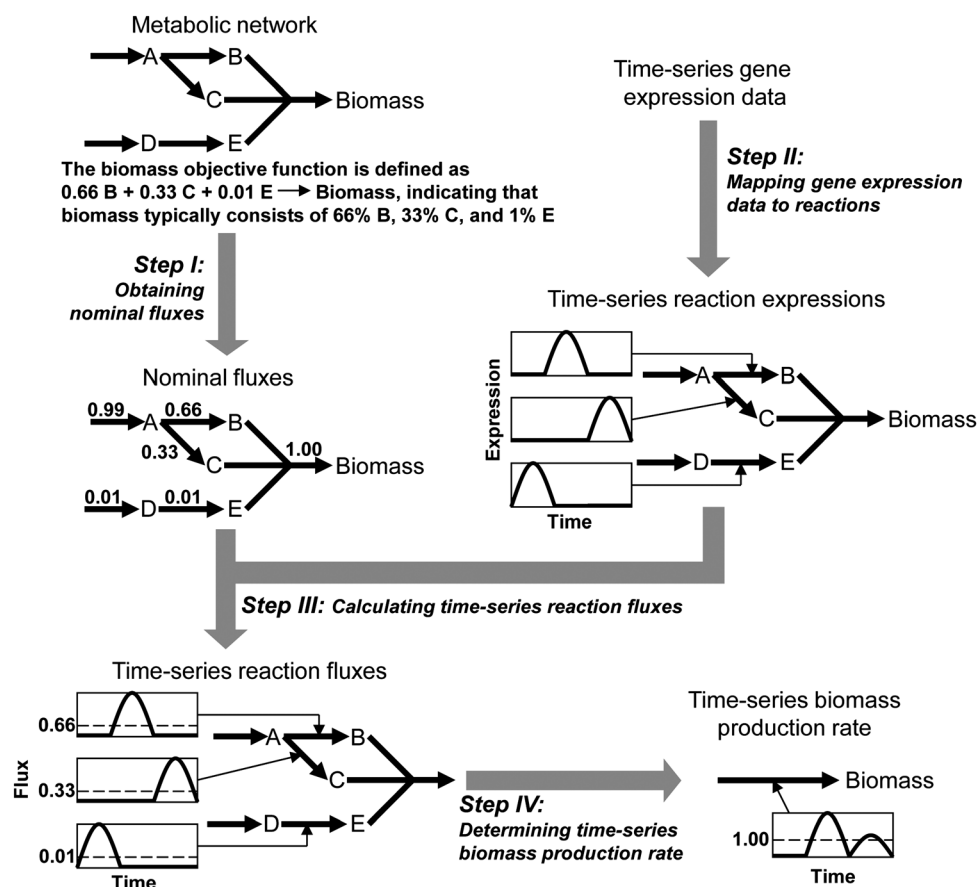 Metabolic network
A
B
C
Biomass
D
E
The biomass objective function is defined as
0.66 B + 0.33 C + 0.01 E → Biomass, indicating that
biomass typically consists of 66% B, 33% C, and 1% E
Time-series gene
expression data
Step I:
Obtaining
nominal fluxes
Step II:
Mapping gene expression
data to reactions
Nominal fluxes
0.99
A
0.66
B
0.33
C
1.00
Biomass
0.01
D
0.01
E
Time-series reaction expressions
Expression
A
B
C
Biomass
D
E
Time
Step III: Calculating time-series reaction fluxes
Time-series reaction fluxes
0.66
A
B
Flux
0.33
C
0.01
D
E
Time
Step IV:
Determining time-series
biomass production rate
Time-series biomass
production rate
Biomass
1.00
Time